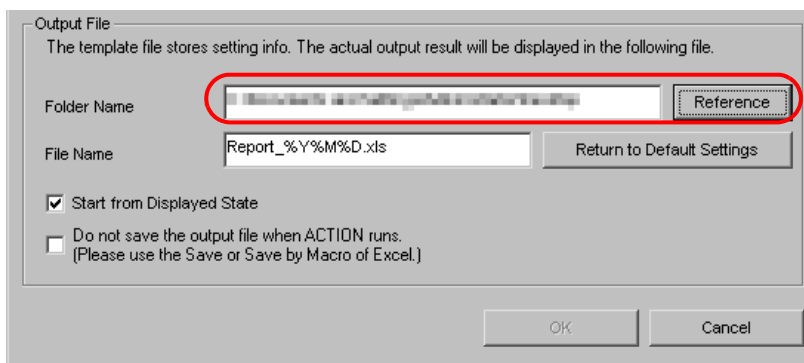 Output File
The template file stores setting info. The actual output result will be displayed in the following file.
Folder Name
Reference
File Name
Report_%Y%M%D.xls
Return to Default Settings
Start from Displayed State
Do not save the output file when ACTION runs.
(Please use the Save or Save by Macro of Excel.)
OK
Cancel